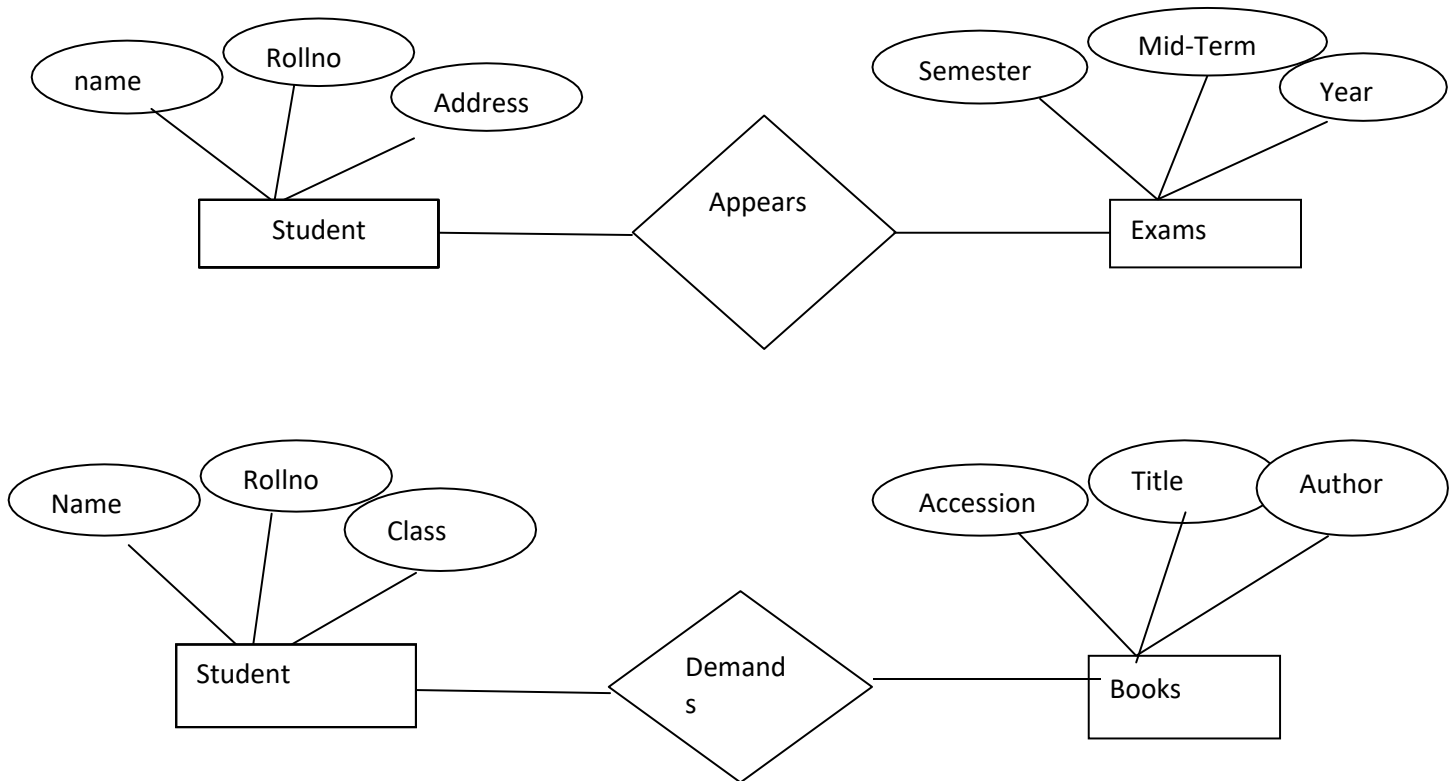 name
Rollno
Address
Semester
Mid-Term
Year
Student
Appears
Exams
Name
Rollno
Class
Accession
Title
Author
Student
Demand
s
Books